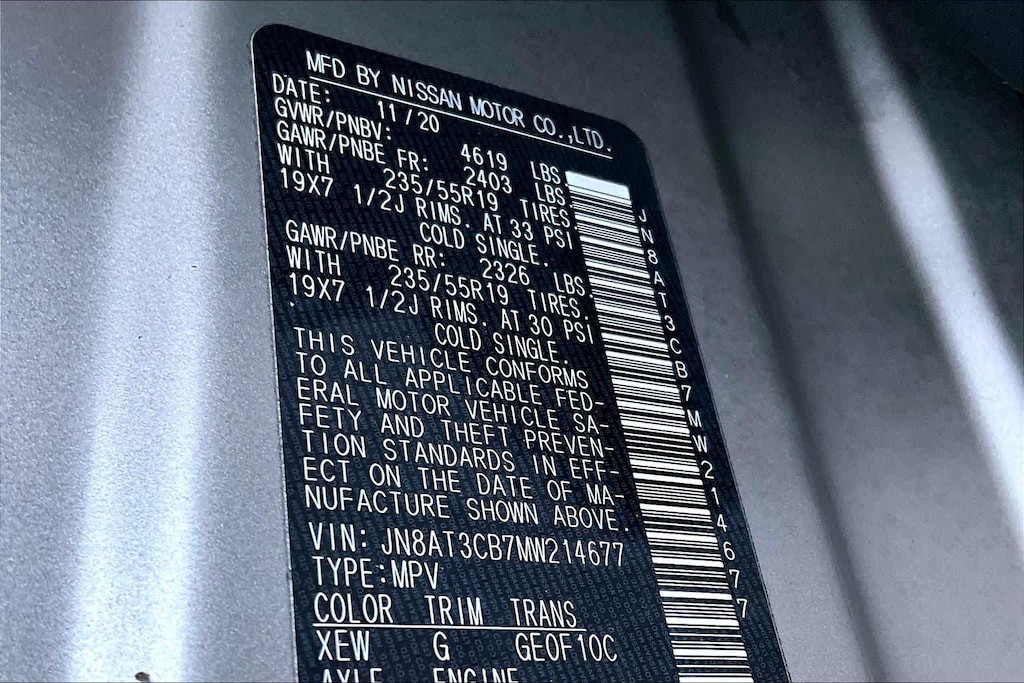 MFD BY NISSAN MOTOR CO.,LTD.
DATE: 11/20
GVWR/PNBV: 4619 LBS
GAWR/PNBE FR: 2403 LBS
WITH 235/55R19 TIRES.
19X7 1/2J RIMS. AT 33 PSI
COLD SINGLE.
GAWR/PNBE RR: 2326 LBS.
WITH 235/55R19 TIRES.
19X7 1/2J RIMS. AT 30 PSI
COLD SINGLE.
THIS VEHICLE CONFORMS
TO ALL APPLICABLE FED-
ERAL MOTOR VEHICLE SA-
FETY AND THEFT PREVEN-
TION STANDARDS IN EFF-
ECT ON THE DATE OF MA-
NUFACTURE SHOWN ABOVE.
VIN: JN8AT3CB7MW214677
TYPE:MPV
COLOR TRIM TRANS
XEW G GEOF10C
AXLE ENGINE
JN8AT3CB7MW214677